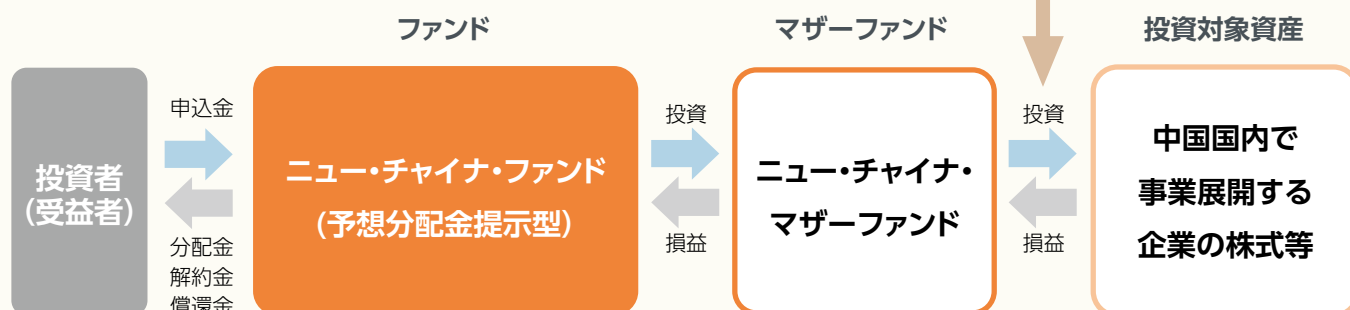 ファンド
マザーファンド
投資対象資産
投資者
(受益者)
申込金
分配金
解約金
償還金
ニュー・チャイナ・ファンド
(予想分配金提示型)
投資
損益
ニュー・チャイナ・
マザーファンド
投資
損益
中国国内で
事業展開する
企業の株式等